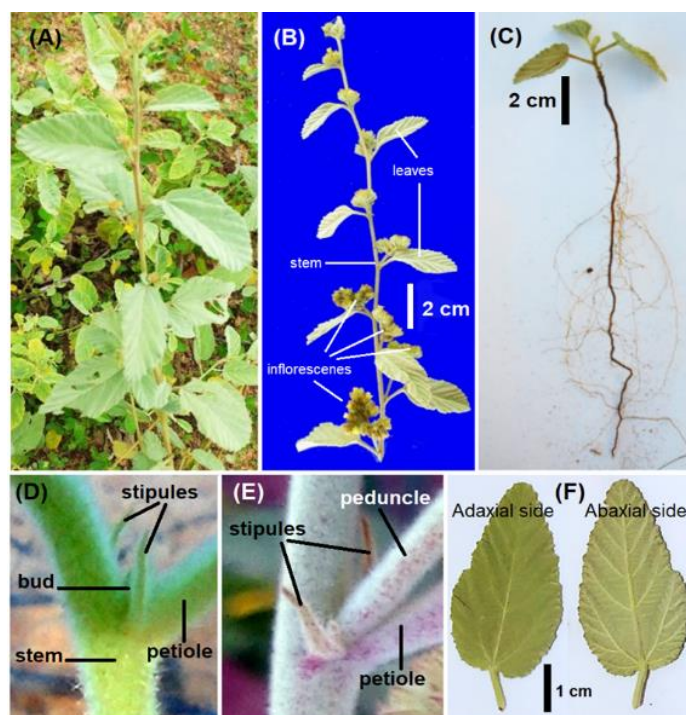 (A)
(B)
leaves
stem
2 cm
inflorescenes
(C)
2 cm
(D)
stipules
bud
stem
petiole
(E)
peduncle
stipules
petiole
(F)
Adaxial side
Abaxial side
1 cm